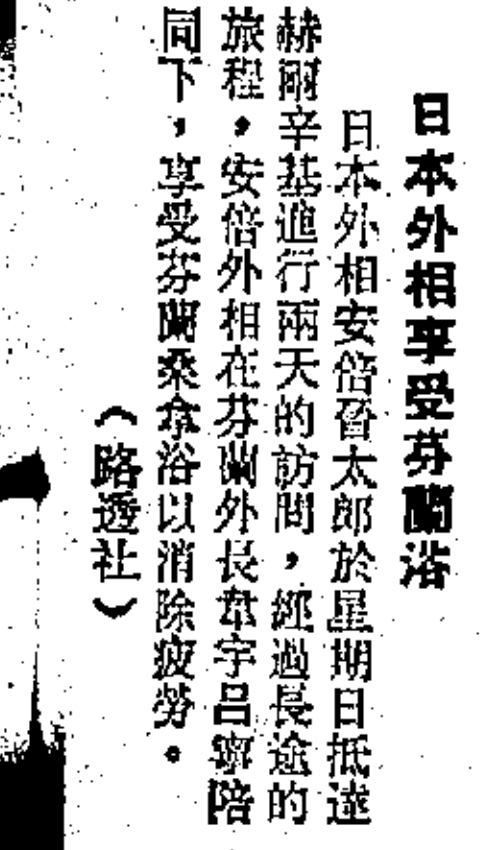 日本外相享受芬蘭浴
日本外相安倍晉太郎於星期日抵達
赫爾辛基進行兩天的訪問，經過長途的
旅程，安倍外相在芬蘭外長韋宇呂寧陪
同下，享受芬蘭桑拿浴以消除疲勞。
（路透社）